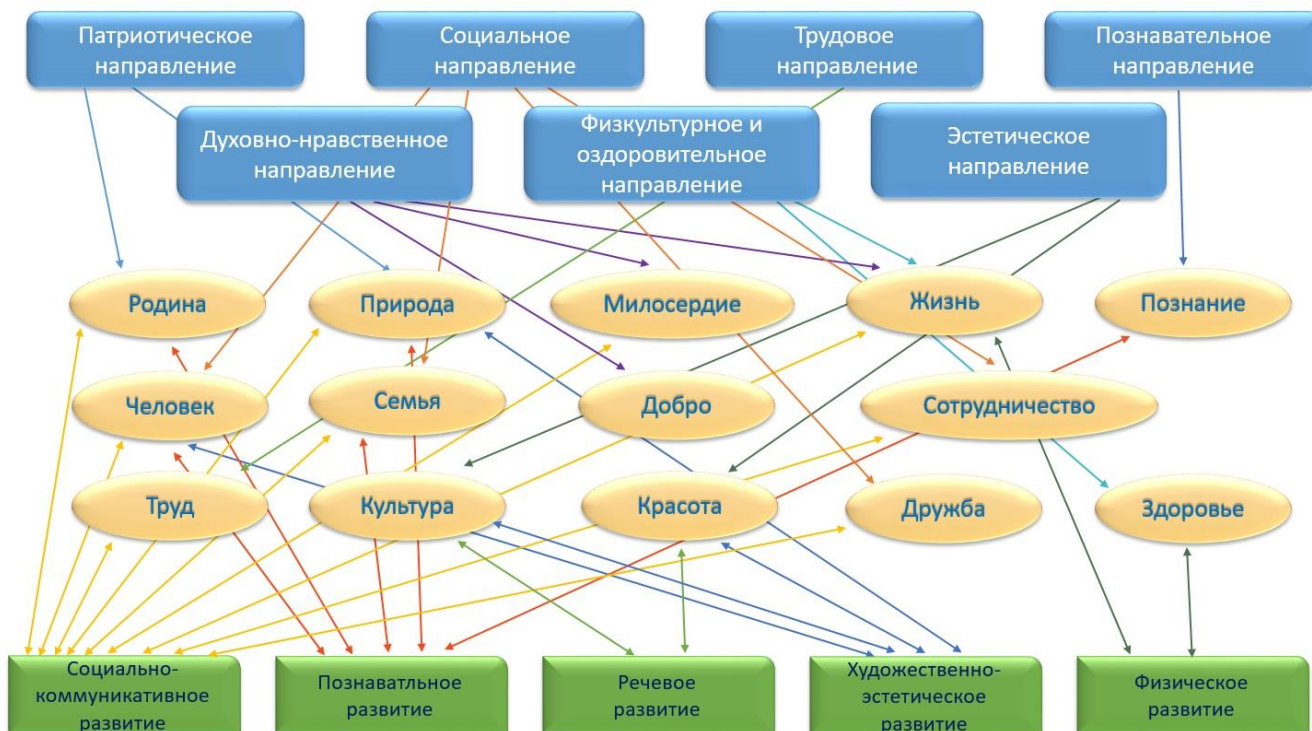 Патриотическое
направление
Социальное
направление
Трудовое
направление
Познавательное
направление
Духовно-нравственное
направление
Физкультурное и
оздоровительное
направление
Эстетическое
направление
Родина
Природа
Милосердие
Жизнь
Познание
Человек
Семья
Добро
Сотрудничество
Труд
Культура
Красота
Дружба
Здоровье
Социально-
коммуникативное
развитие
Познаватльное
развитие
Речевое
развитие
Художественно-
эстетическое
развитие
Физическое
развитие